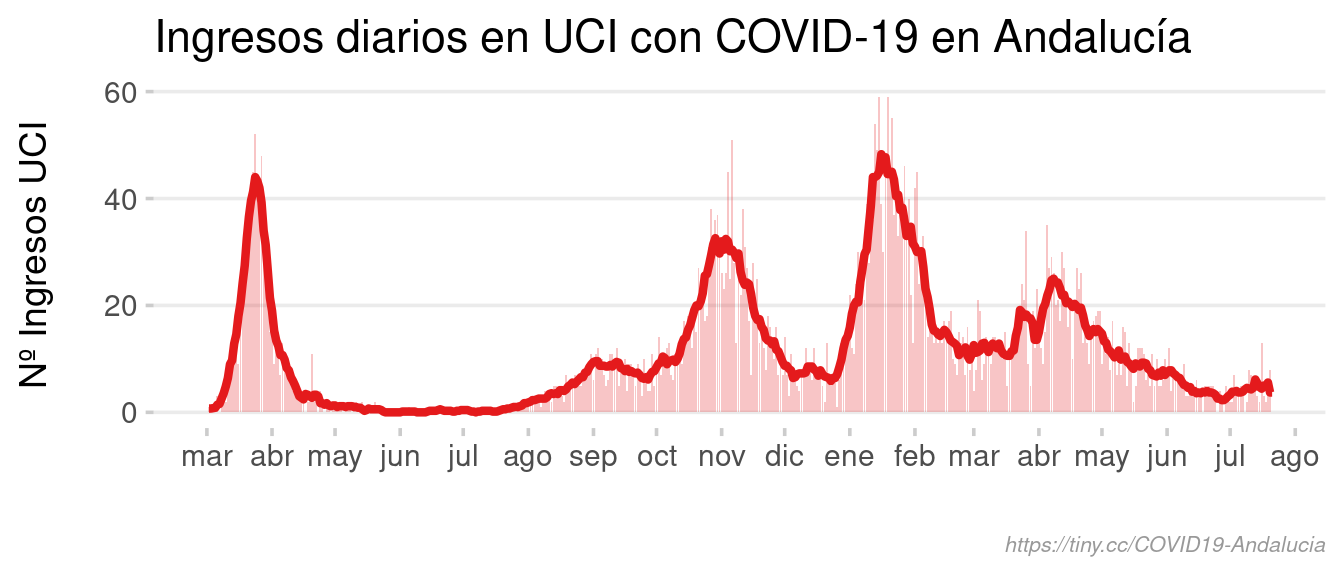 Ingresos diarios en UCI con COVID-19 en Andalucía
Nº Ingresos UCI
60
40
20
0
mar abr may jun jul ago sep oct nov dic ene feb mar abr may jun jul ago
https://tiny.cc/COVID19-Andalucia